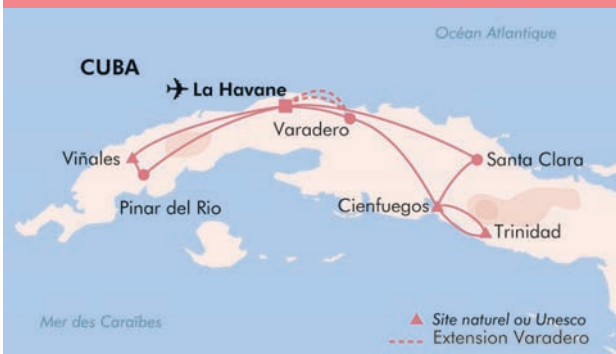 Océan Atlantique
CUBA
La Havane
Varadero
Viñales
Santa Clara
Pinar del Rio
Cienfuegos
Trinidad
Mer des Caraïbes
Site naturel ou Unesco
Extension Varadero